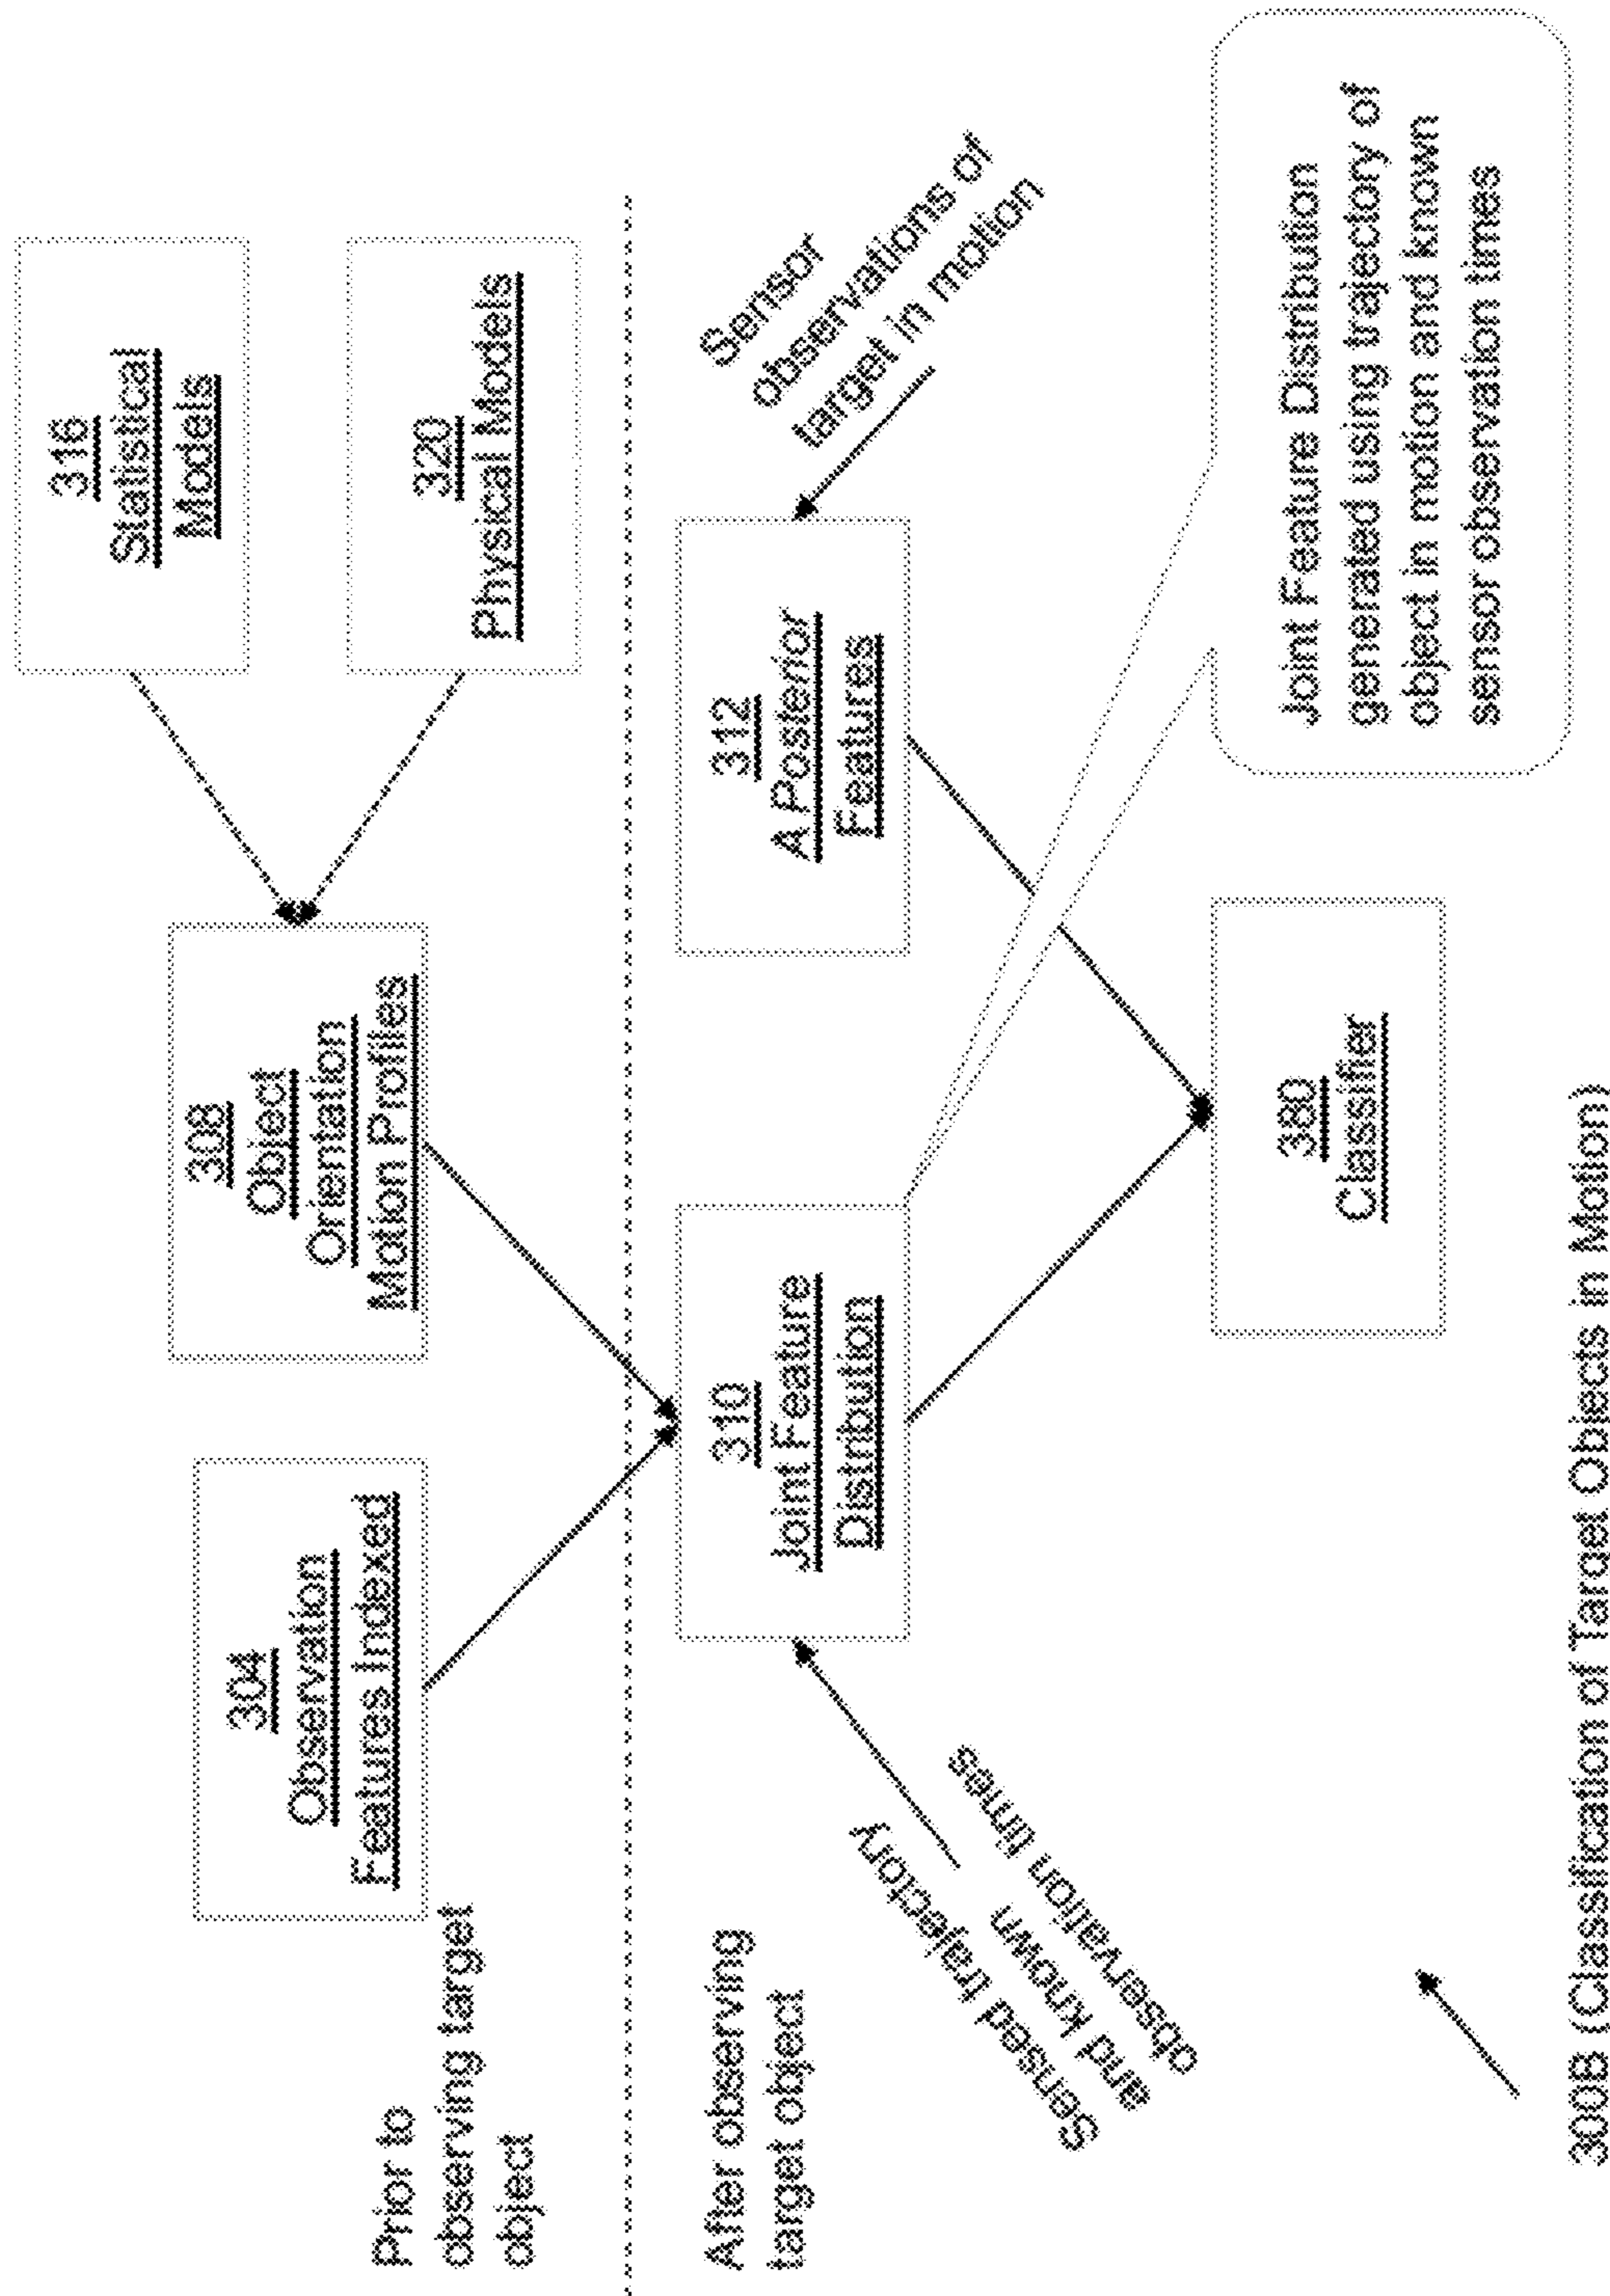 316
Statistical
Models
320
Physical Models
308
Object
Orientation
Motion Profiles
304
Observation
Features Indexed
Prior to
observing target
object
After observing
target object
Sensor
observations of
target in motion
312
A Posterior
Features
310
Joint Feature
Distribution
Sensed trajectory
and known
observation times
380
Classifier
Joint Feature Distribution
generated using trajectory of
object in motion and known
sensor observation times
300B (Classification of Target Objects in Motion)